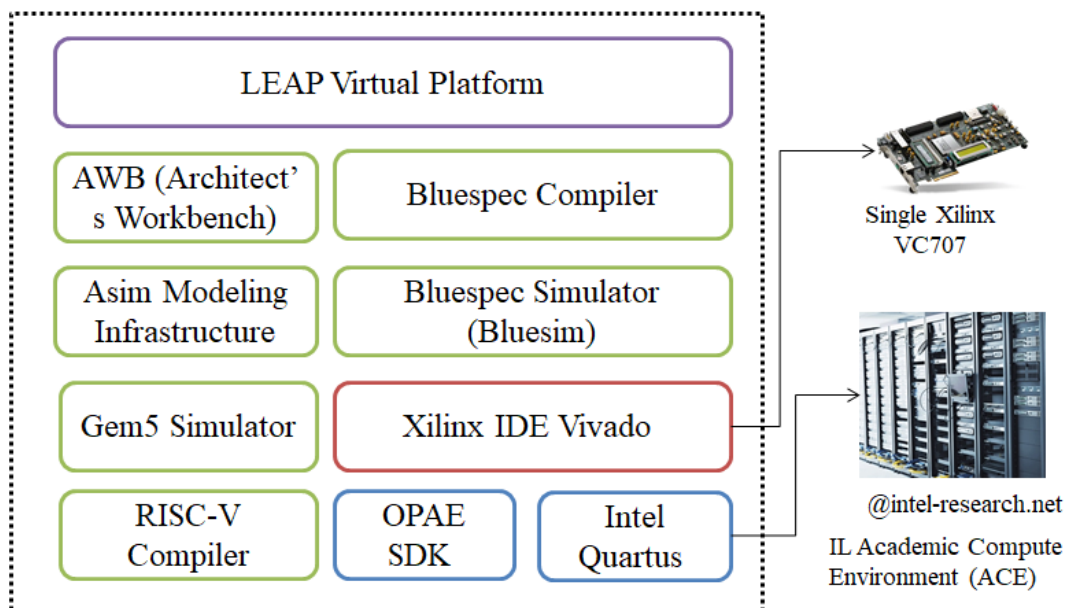 LEAP Virtual Platform
AWB (Architect’
s Workbench)
Bluespec Compiler
Asim Modeling
Infrastructure
Bluespec Simulator
(Bluesim)
Gem5 Simulator
Xilinx IDE Vivado
RISC-V
Compiler
OPAE
SDK
Intel
Quartus
Single Xilinx
VC707
@intel-research.net
IL Academic Compute
Environment (ACE)